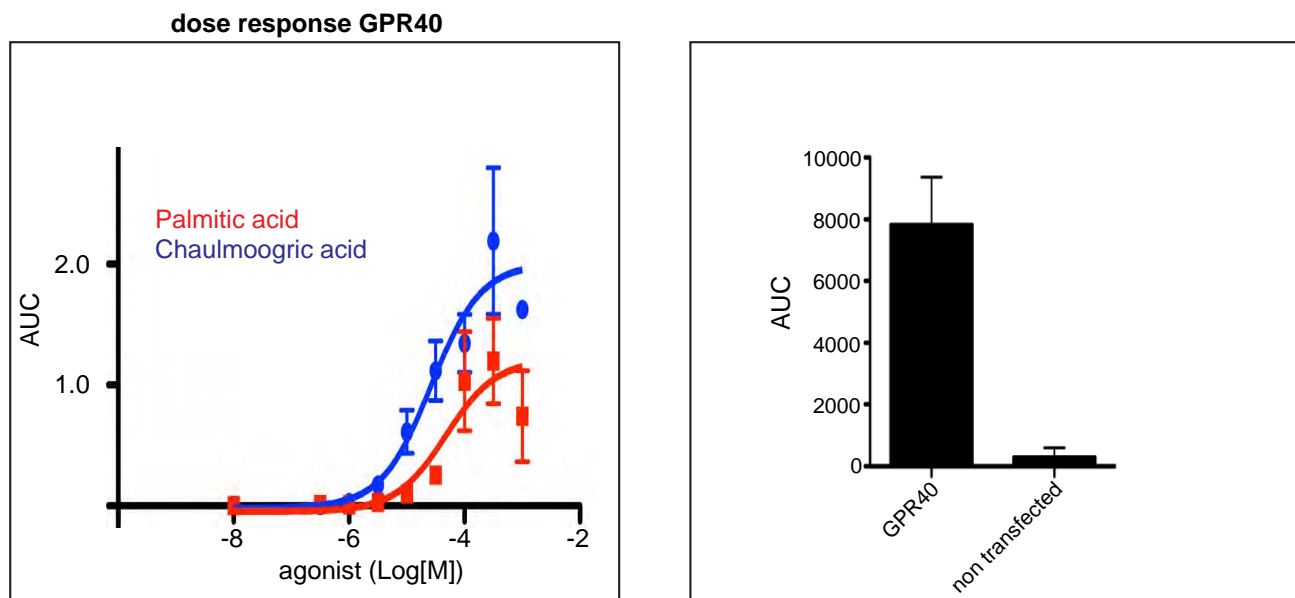 dose response GPR40
Palmitic acid
Chaulmoogric acid
AUC
2.0
1.0
-8
-6
-4
-2
agonist (Log[M])
AUC
10000
8000
6000
4000
2000
0
GPR40
non transfected